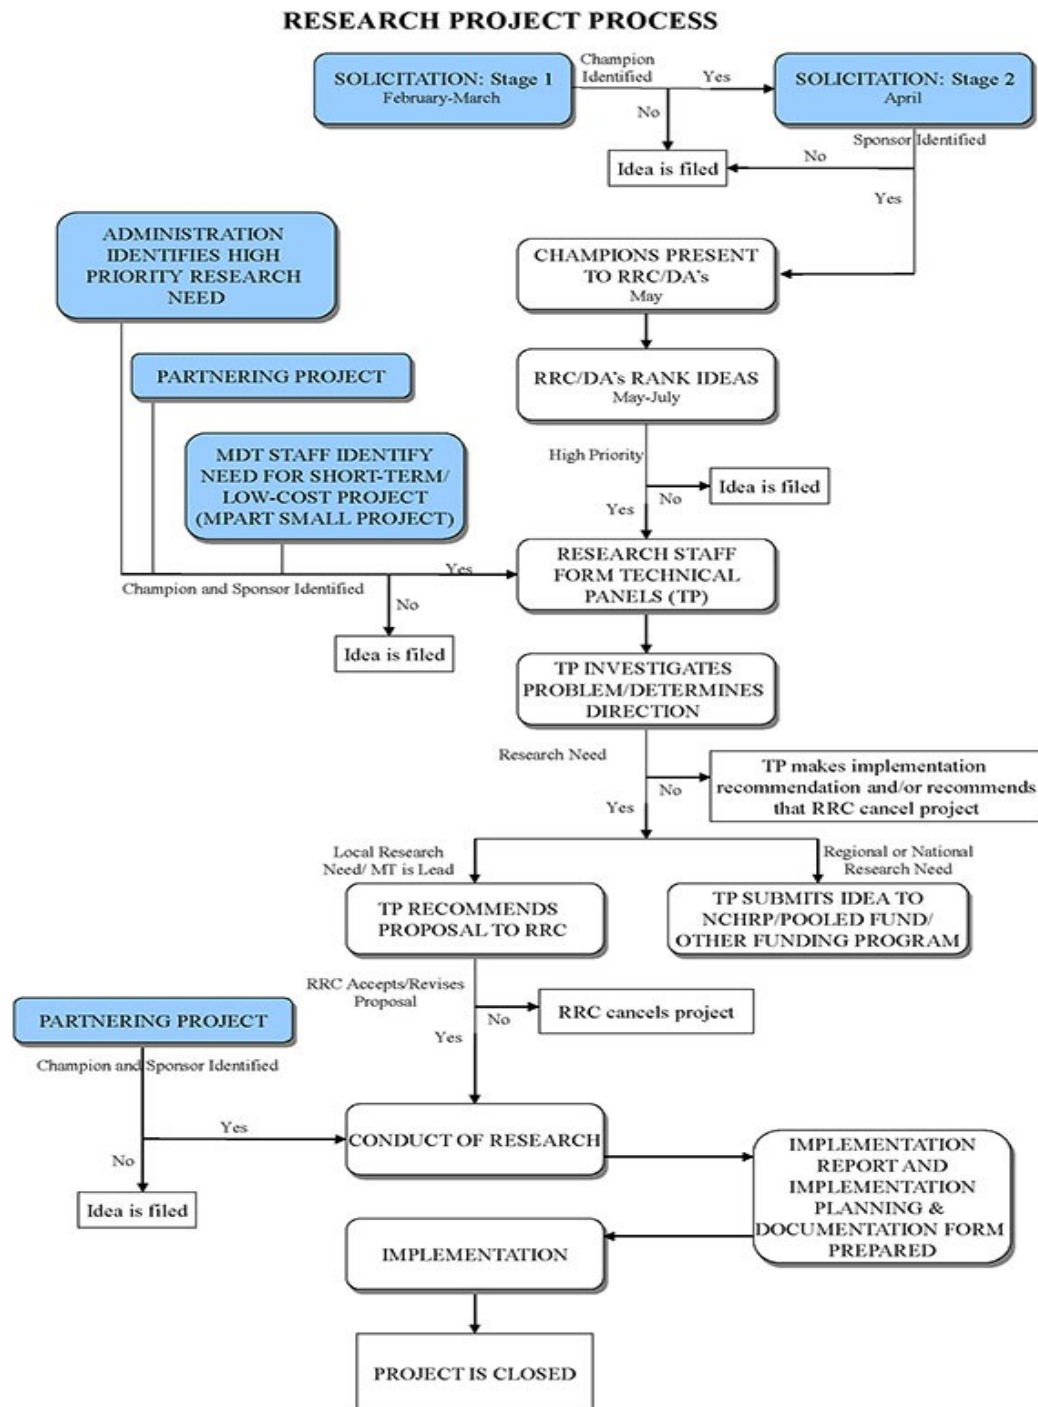 RESEARCH PROJECT PROCESS
SOLICITATION: Stage 1
February-March
Champion
Identified
Yes
No
SOLICITATION: Stage 2
April
Sponsor Identified
No
Yes
Idea is filed
ADMINISTRATION
IDENTIFIES HIGH
PRIORITY RESEARCH
NEED
CHAMPIONS PRESENT
TO RRC/DA's
May
PARTNERING PROJECT
RRC/DA's RANK IDEAS
May-July
MDT STAFF IDENTIFY
NEED FOR SHORT-TERM/
LOW-COST PROJECT
(MPART SMALL PROJECT)
High Priority
No
Yes
Idea is filed
Champion and Sponsor Identified
Yes
No
Idea is filed
RESEARCH STAFF
FORM TECHNICAL
PANELS (TP)
TP INVESTIGATES
PROBLEM/DETERMINES
DIRECTION
Research Need
No
Yes
TP makes implementation
recommendation and/or recommends
that RRC cancel project
Local Research
Need/ MT is Lead
Regional or National
Research Need
TP RECOMMENDS
PROPOSAL TO RRC
TP SUBMITS IDEA TO
NCHRP/POOLED FUND/
OTHER FUNDING PROGRAM
RRC Accepts/Revises
Proposal
No
Yes
RRC cancels project
PARTNERING PROJECT
Champion and Sponsor Identified
Yes
No
Idea is filed
CONDUCT OF RESEARCH
IMPLEMENTATION
REPORT AND
IMPLEMENTATION
PLANNING &
DOCUMENTATION FORM
PREPARED
IMPLEMENTATION
PROJECT IS CLOSED